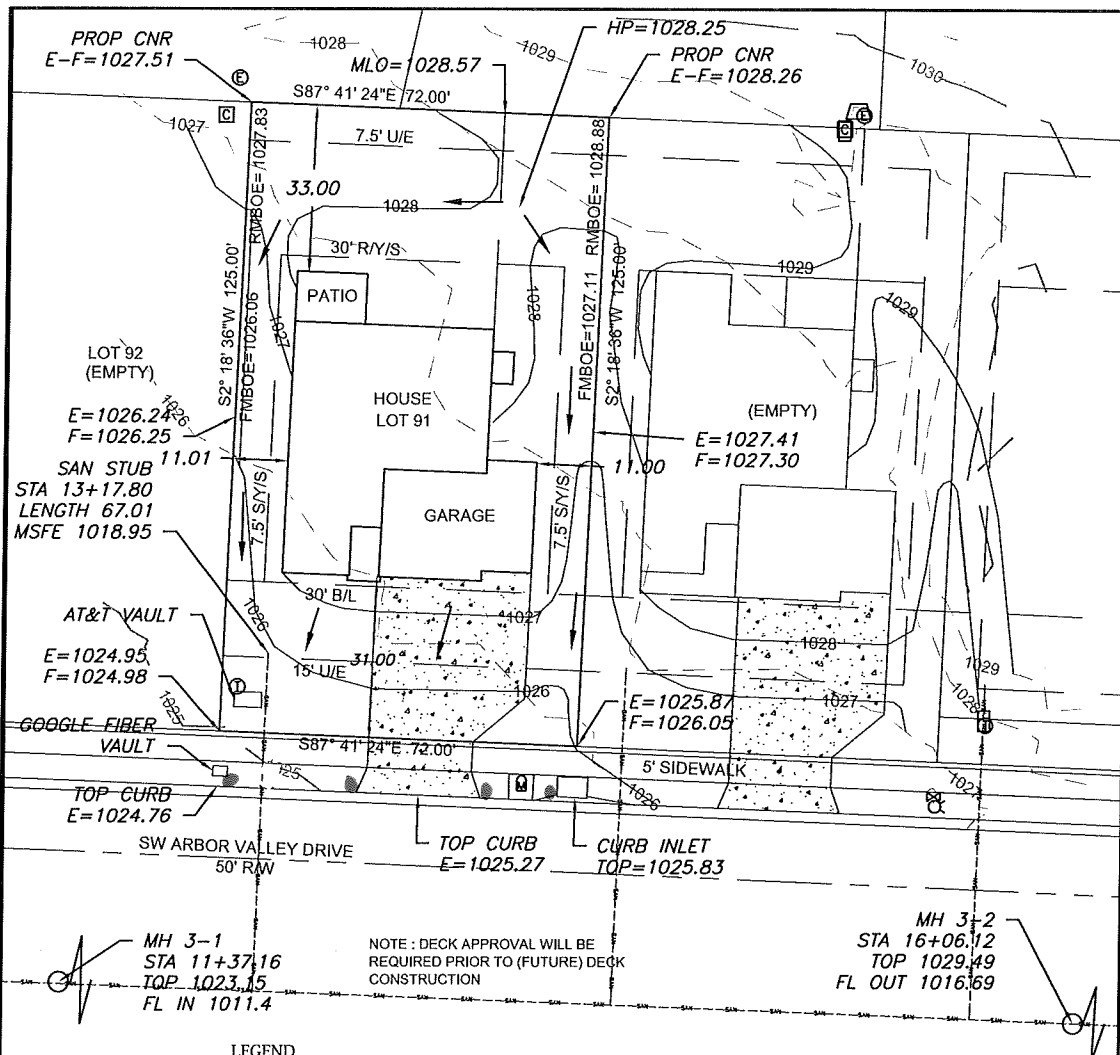 PROP CNR
E-F=1027.51
1028
HP=1028.25
1029
PROP CNR
E-F=1028.26
1030
MLO=1028.57
S87° 41' 24"E 72.00'
E
C
1027
7.5' U/E
C
E
RMBOE= 1027.83
33.00
1028
RMBOE= 1028.88
30' R/Y/S
1029
PATIO
1028
1029
1027
S2° 18' 36"W 125.00'
FMBOE=1026.06
FMBOE=1027.11
S2° 18' 36"W 125.00'
LOT 92
(EMPTY)
HOUSE
LOT 91
(EMPTY)
1026
E=1026.24
F=1026.25
E=1027.41
F=1027.30
11.01
11.00
SAN STUB
STA 13+17.80
LENGTH 67.01
MSFE 1018.95
7.5' S/Y/S/
GARAGE
7.5' S/Y/S
30' B/L
1027
1026
1028
AT&T VAULT
31.00
15' U/E
1026
1029
1028
E=1024.95
F=1024.98
T
1025
E=1025.87
F=1026.05
1027
GOOGLE FIBER
VAULT
S87° 41' 24"E 72.00'
5' SIDEWALK
1025
1026
1027
TOP CURB
E=1024.76
SW ARBOR VALLEY DRIVE
50' R/W
TOP CURB
E=1025.27
CURB INLET
TOP=1025.83
MH 3-1
STA 11+37.16
TOP 1023.15
FL IN 1011.4
NOTE : DECK APPROVAL WILL BE
REQUIRED PRIOR TO (FUTURE) DECK
CONSTRUCTION
MH 3-2
STA 16+06.12
TOP 1029.49
FL OUT 1016.69
LEGEND